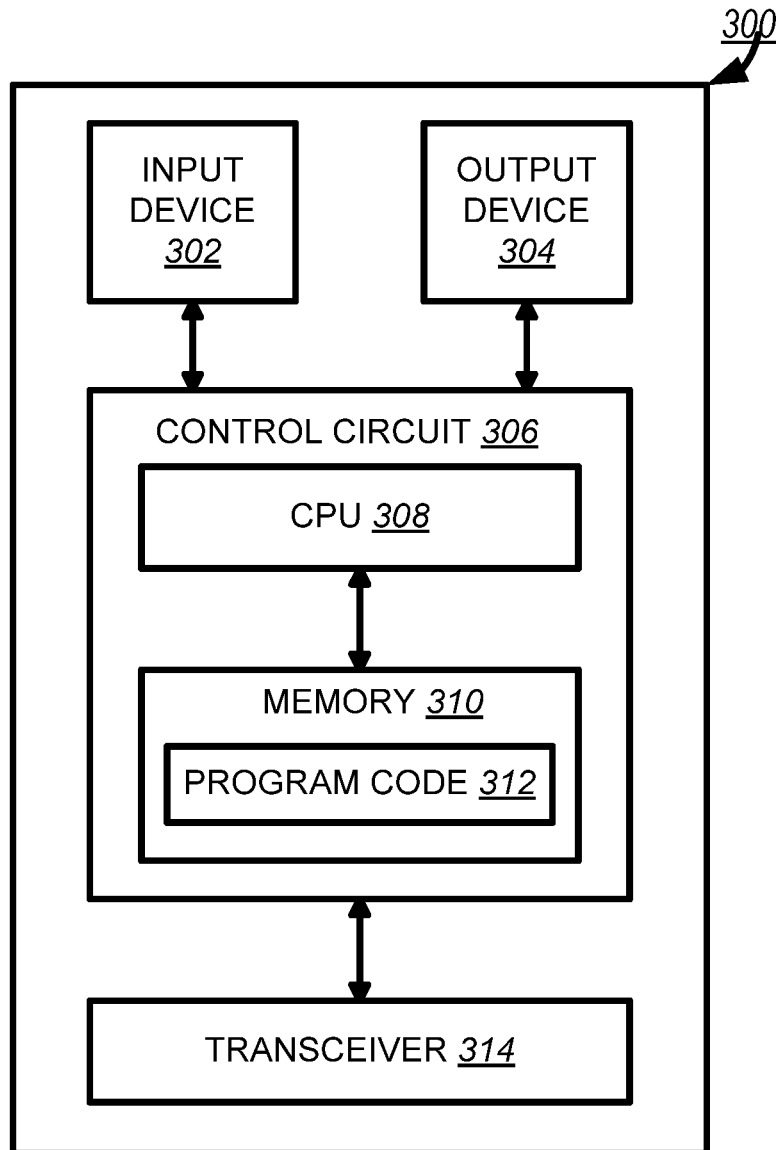 300
INPUT
DEVICE
302
OUTPUT
DEVICE
304
CONTROL CIRCUIT 306
CPU 308
MEMORY 310
PROGRAM CODE 312
TRANSCEIVER 314